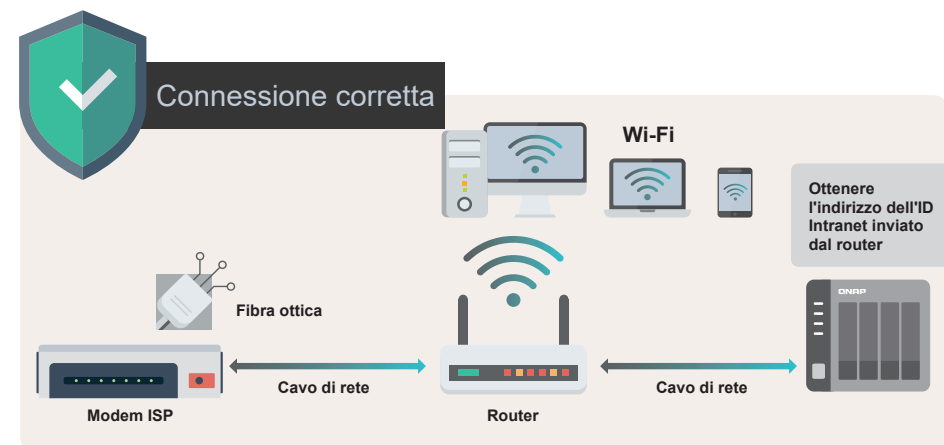 Connessione corretta
Wi-Fi
Ottenere
l'indirizzo dell'ID
Intranet inviato
dal router
QNAP
Fibra ottica
Cavo di rete
Cavo di rete
Modem ISP
Router